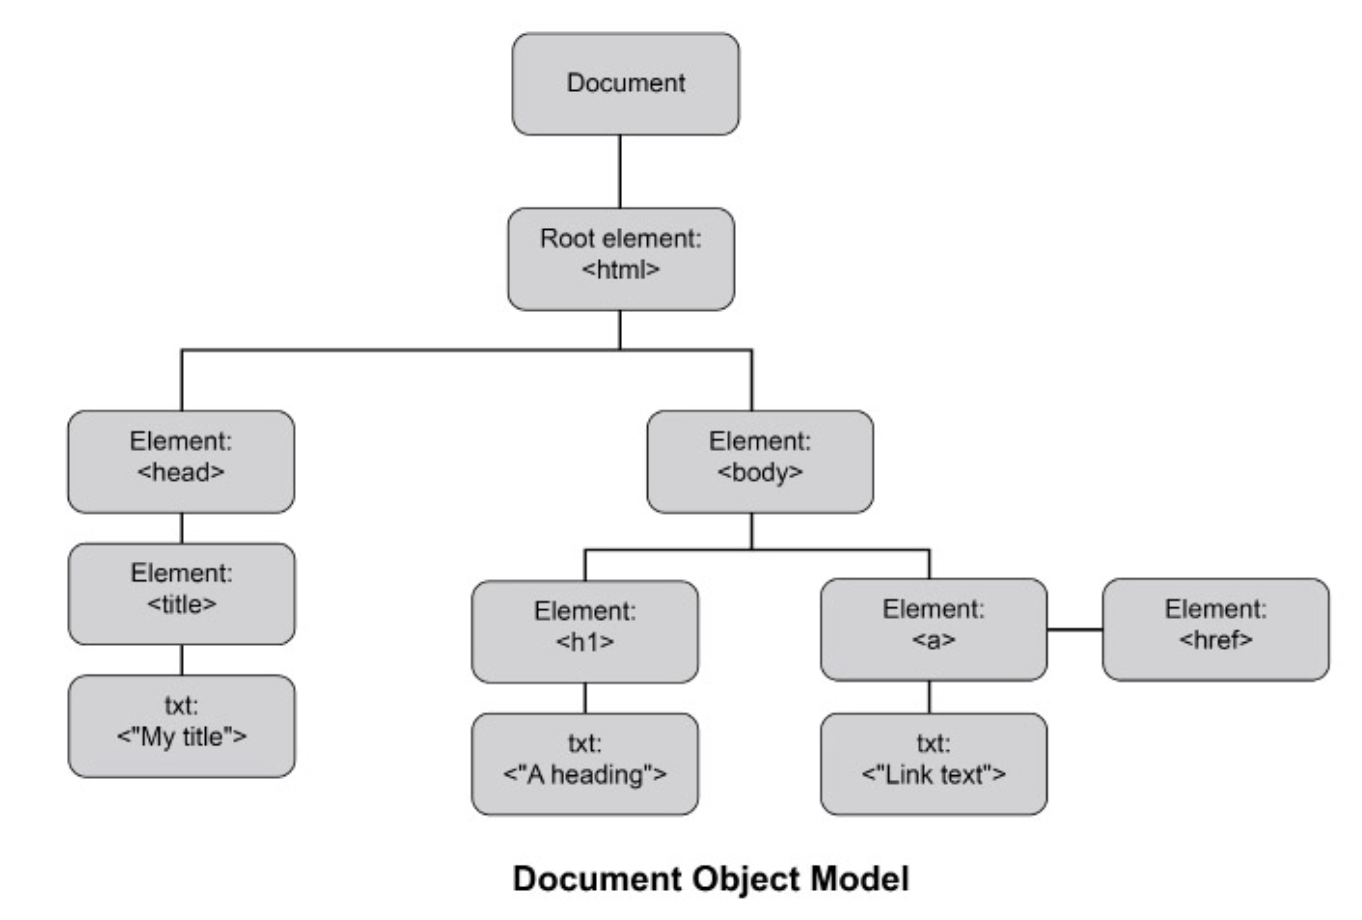 Document
Root element:
<html>
Element:
<head>
Element:
<body>
Element:
<title>
Element:
<h1>
Element:
<a>
Element:
<href>
txt:
<"My title">
txt:
<"A heading">
txt:
<"Link text">
Document Object Model